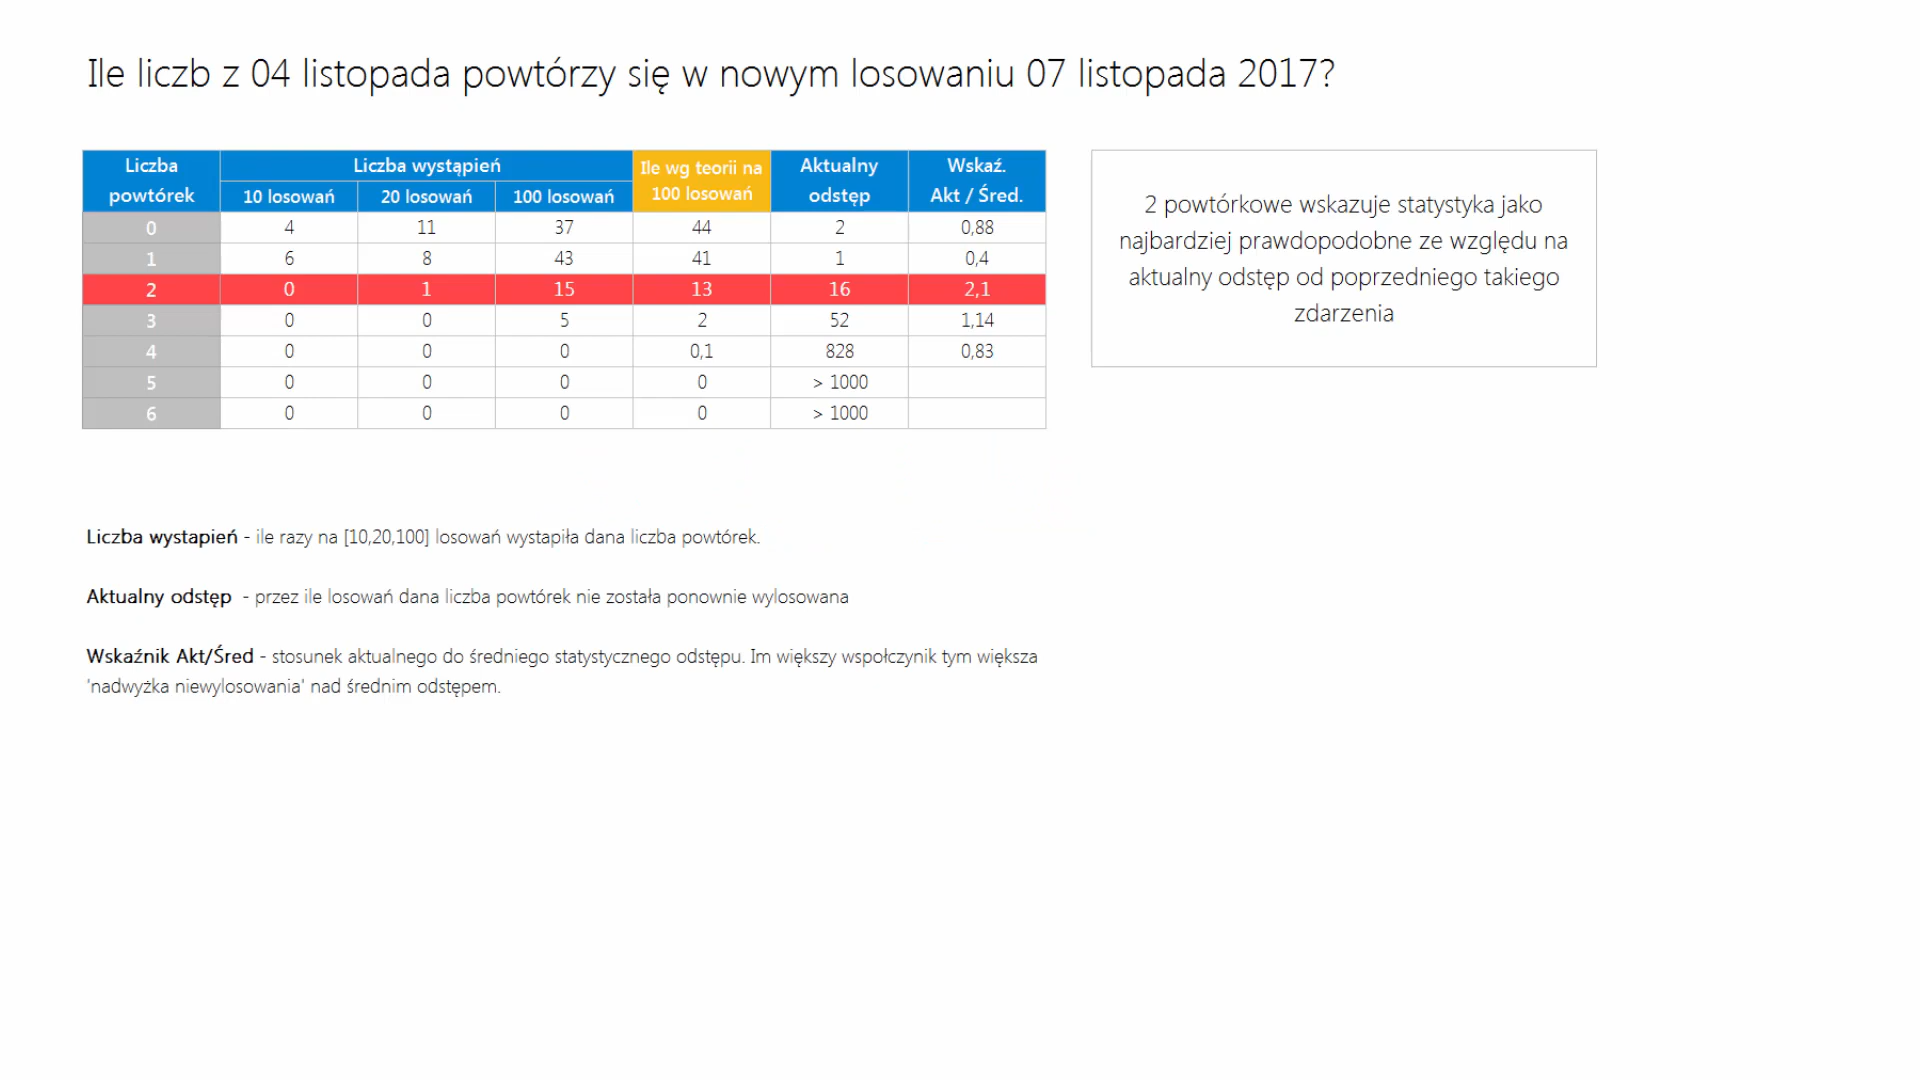 Ile liczb z 04 listopada powtórzy się w nowym losowaniu 07 listopada 2017?
Liczba powtórek Liczba wystąpień Ile wg teorii na 100 losowań Aktualny odstęp Wskaź. Akt / Śred.
10 losowań 20 losowań 100 losowań
0 4 11 37 44 2 0,88
1 6 8 43 41 1 0,4
2 0 1 15 13 16 2,1
3 0 0 5 2 52 1,14
4 0 0 0 0,1 828 0,83
5 0 0 0 0 > 1000
6 0 0 0 0 > 1000
2 powtórkowe wskazuje statystyka jako
najbardziej prawdopodobne ze względu na
aktualny odstęp od poprzedniego takiego
zdarzenia
Liczba wystapień - ile razy na [10,20,100] losowań wystapiła dana liczba powtórek.
Aktualny odstęp - przez ile losowań dana liczba powtórek nie została ponownie wylosowana
Wskaźnik Akt/Śred - stosunek aktualnego do średniego statystycznego odstępu. Im większy wspołczynik tym większa
'nadwyżka niewylosowania' nad średnim odstępem.